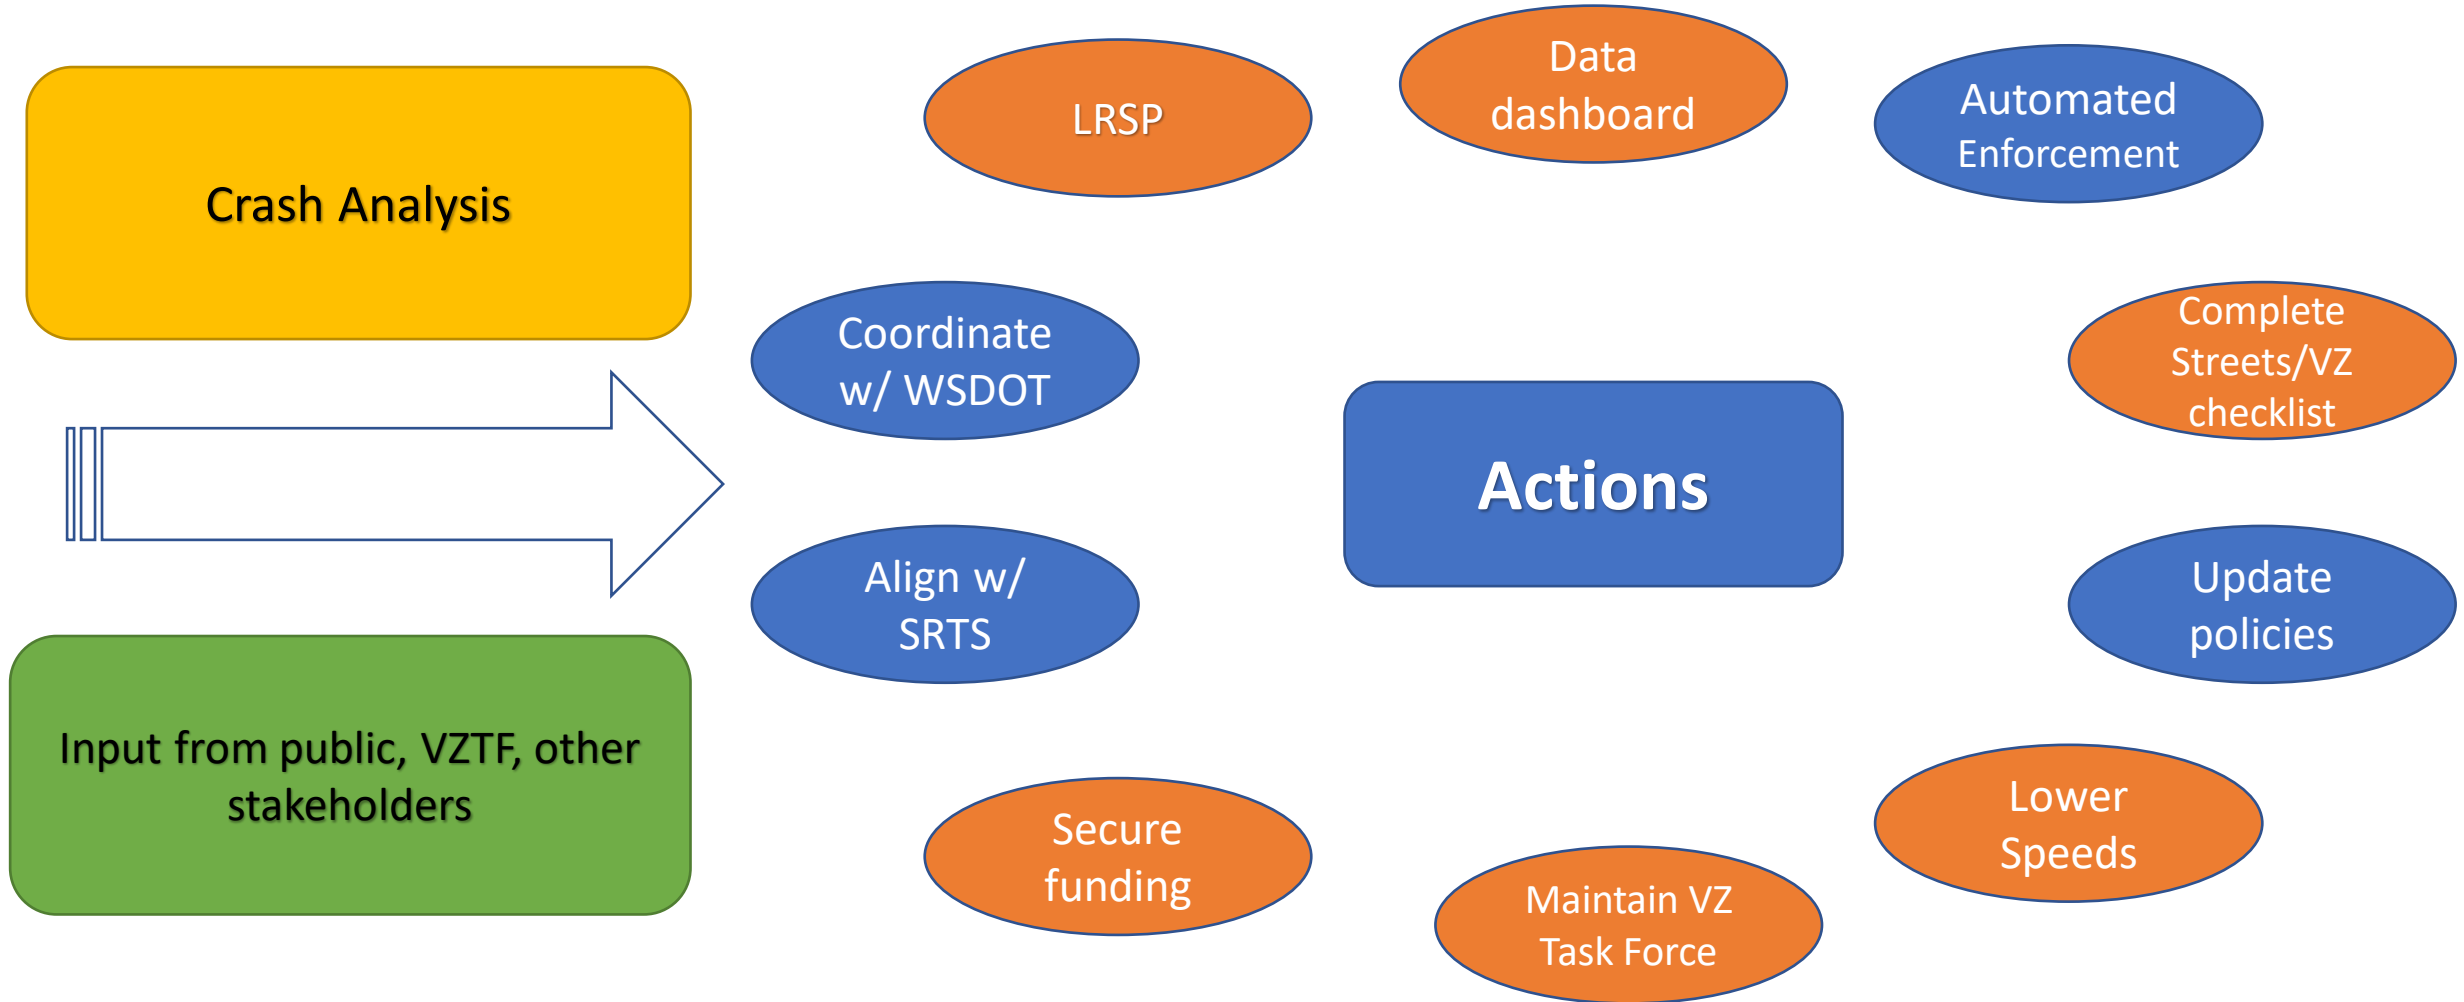 Crash Analysis
Input from public, VZTF, other
stakeholders
LRSP
Data
dashboard
Automated
Enforcement
Coordinate
w/ WSDOT
Complete
Streets/VZ
checklist
Actions
Align w/
SRTS
Update
policies
Secure
funding
Maintain VZ
Task Force
Lower
Speeds